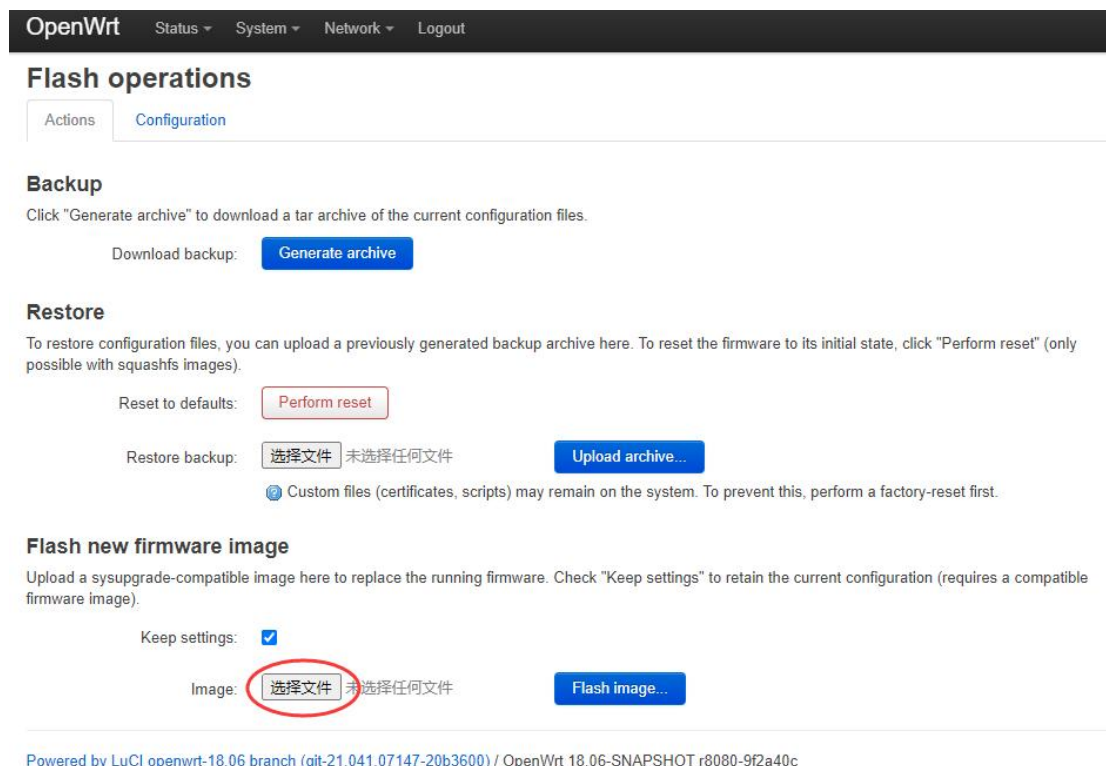 OpenWrt Status System Network Logout
Flash operations
Actions Configuration
Backup
Click "Generate archive" to download a tar archive of the current configuration files.
Download backup: Generate archive
Restore
To restore configuration files, you can upload a previously generated backup archive here. To reset the firmware to its initial state, click "Perform reset" (only
possible with squashfs images).
Reset to defaults: Perform reset
Restore backup: 选择文件 未选择任何文件 Upload archive...
Custom files (certificates, scripts) may remain on the system. To prevent this, perform a factory-reset first.
Flash new firmware image
Upload a sysupgrade-compatible image here to replace the running firmware. Check "Keep settings" to retain the current configuration (requires a compatible
firmware image).
Keep settings:
Image: 选择文件 未选择任何文件 Flash image...
Powered by LuCI openwrt-18.06 branch (git-21.041.07147-20b3600) / OpenWrt 18.06-SNAPSHOT r8080-9f2a40c